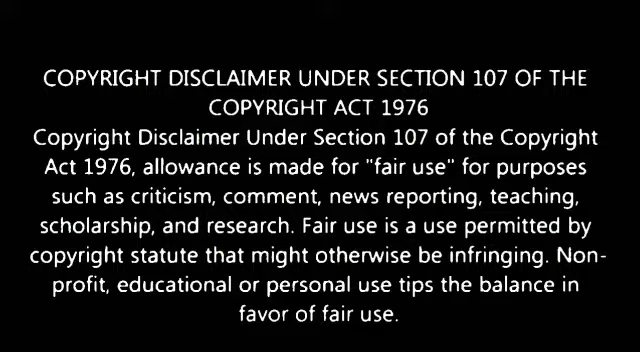 COPYRIGHT DISCLAIMER UNDER SECTION 107 OF THE
COPYRIGHT ACT 1976
Copyright Disclaimer Under Section 107 of the Copyright
Act 1976, allowance is made for "fair use" for purposes
such as criticism, comment, news reporting, teaching,
scholarship, and research. Fair use is a use permitted by
copyright statute that might otherwise be infringing. Non-
profit, educational or personal use tips the balance in
favor of fair use.